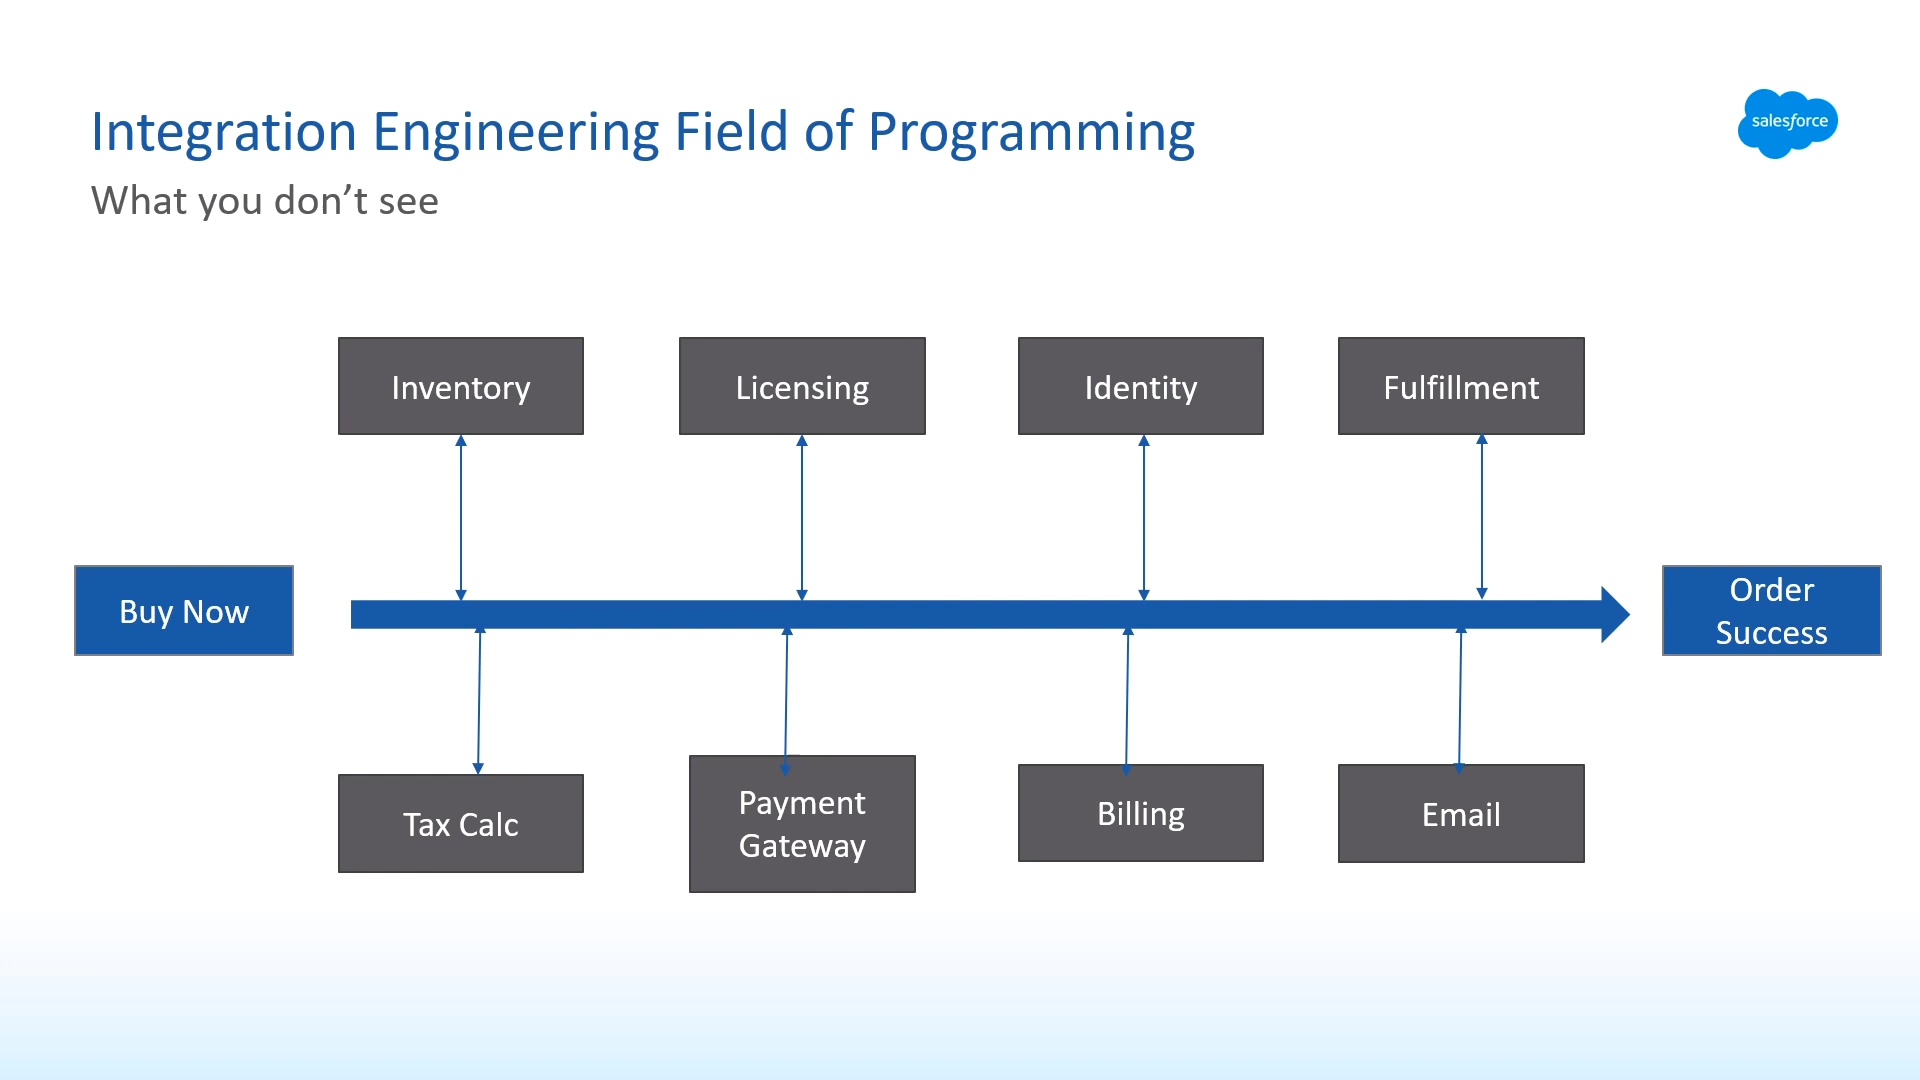 Integration Engineering Field of Programming
salesforce
What you don’t see
Inventory
Licensing
Identity
Fulfillment
Buy Now
Order
Success
Tax Calc
Payment
Gateway
Billing
Email